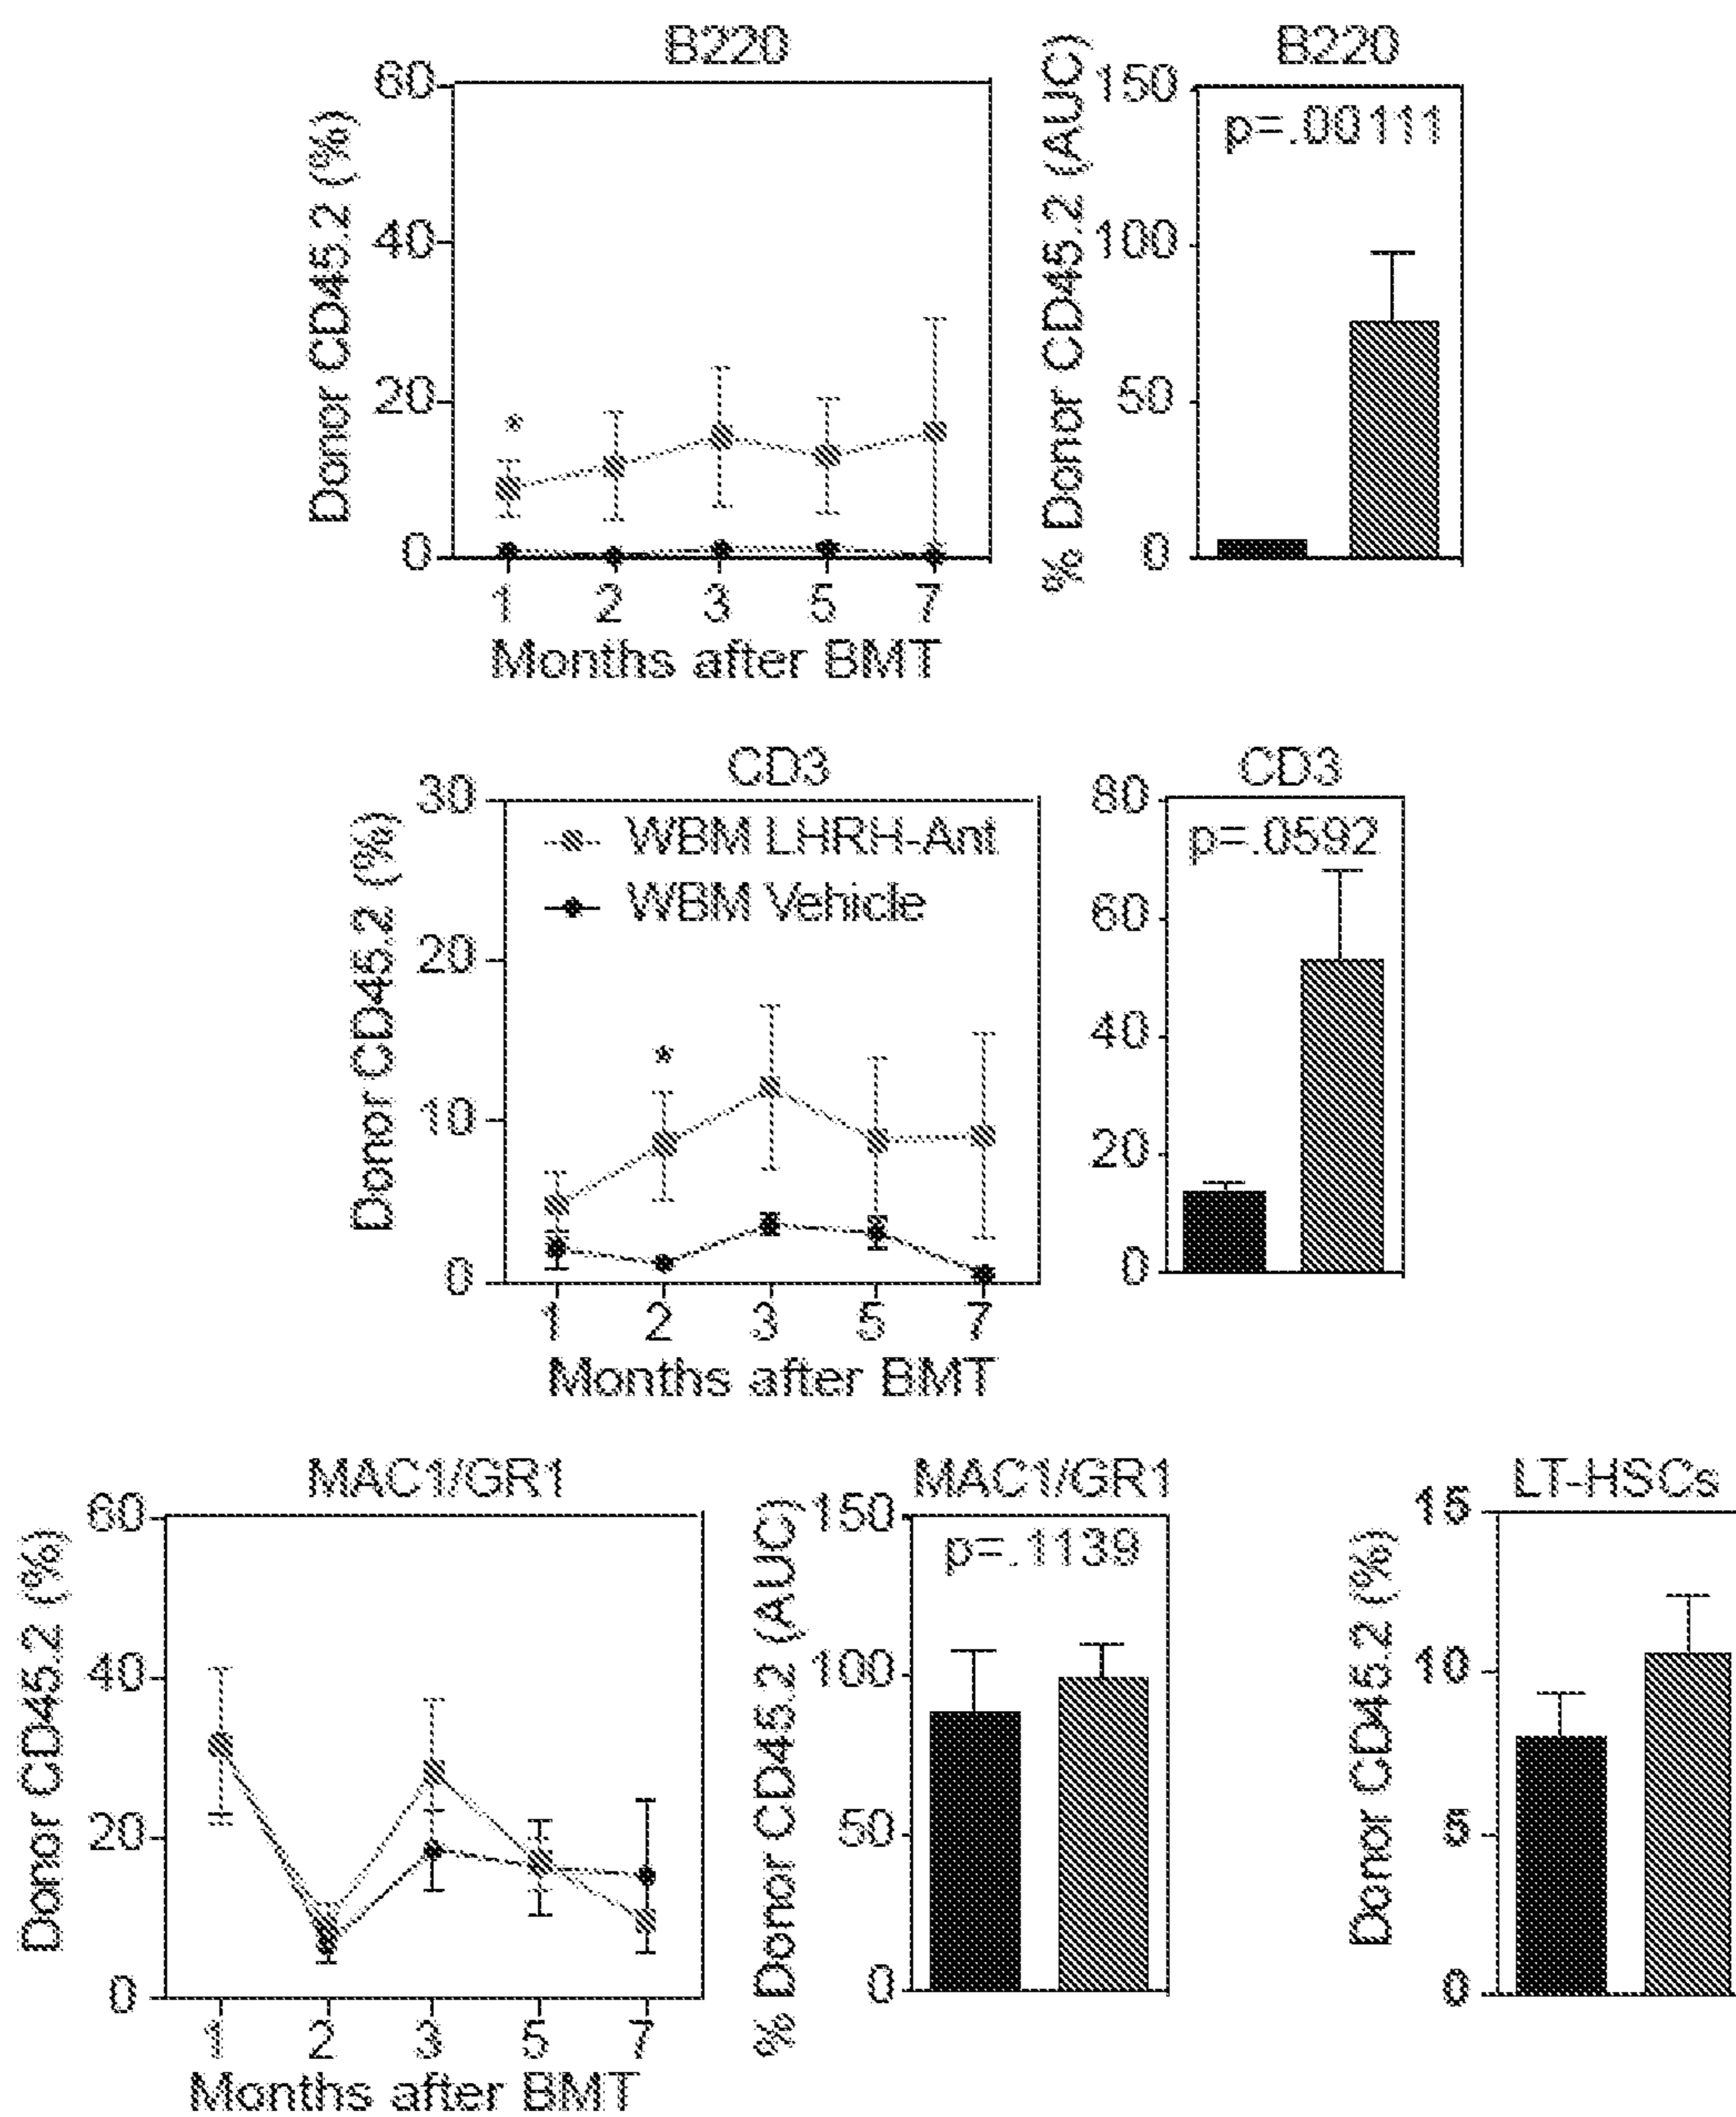 B220
Donor CD45.2 (%)
60
40
20
0
1 2 3 5 7
Months after BMT
*
B220
% Donor CD45.2 (AUC)
150
100
50
0
p=.00111
CD3
Donor CD45.2 (%)
30
20
10
0
WBM LHRH-Ant
WBM Vehicle
*
1 2 3 5 7
Months after BMT
CD3
80
60
40
20
0
p=.0592
MAC1/GR1
Donor CD45.2 (%)
60
40
20
0
1 2 3 5 7
Months after BMT
MAC1/GR1
% Donor CD45.2 (AUC)
150
100
50
0
p=.1139
LT-HSCs
Donor CD45.2 (%)
15
10
5
0